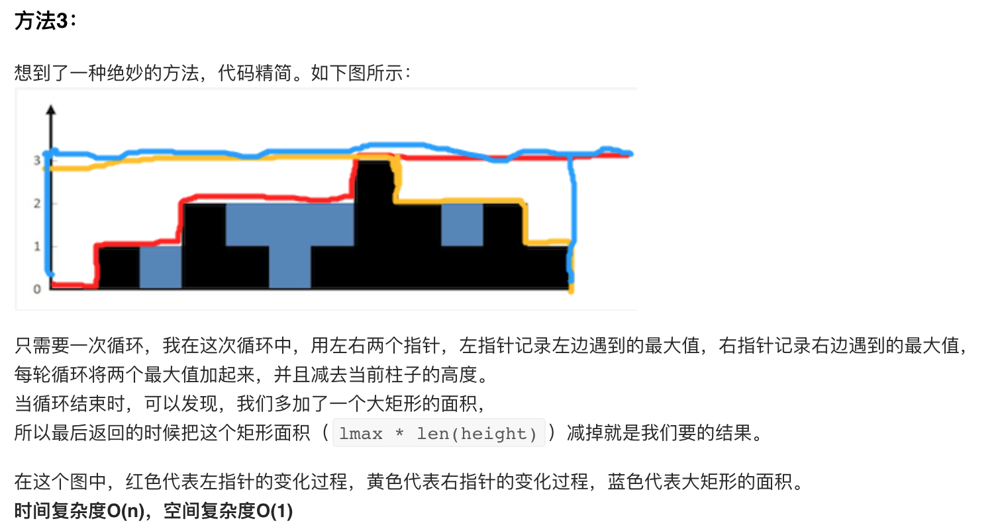 方法3：
想到了一种绝妙的方法，代码精简。如下图所示：
3
2
1
0
只需要一次循环，我在这次循环中，用左右两个指针，左指针记录左边遇到的最大值，右指针记录右边遇到的最大值，
每轮循环将两个最大值加起来，并且减去当前柱子的高度。
当循环结束时，可以发现，我们多加了一个大矩形的面积，
所以最后返回的时候把这个矩形面积（ lmax * len(height) ）减掉就是我们要的结果。
在这个图中，红色代表左指针的变化过程，黄色代表右指针的变化过程，蓝色代表大矩形的面积。
时间复杂度O(n)，空间复杂度O(1)